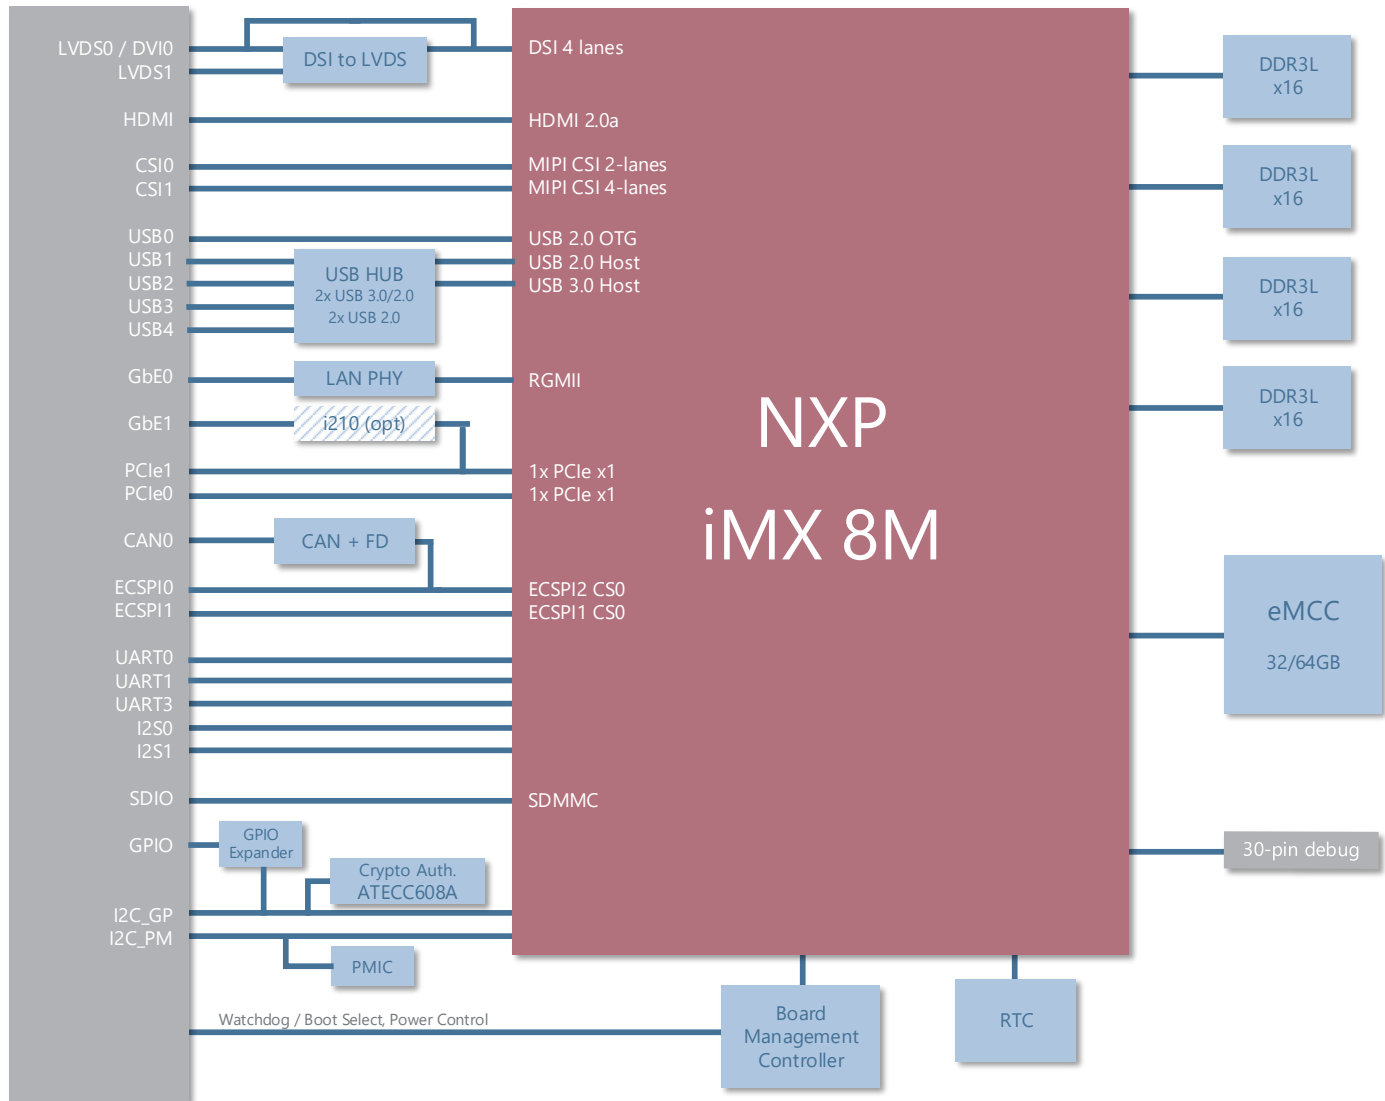 LVDS0 / DVI0
LVDS1
HDMI
CSI0
CSI1
USB0
USB1
USB2
USB3
USB4
GbE0
GbE1
PCIe1
PCIe0
CAN0
ECSPI0
ECSPI1
UART0
UART1
UART3
I2S0
I2S1
SDIO
GPIO
I2C_GP
I2C_PM
DSI to LVDS
USB HUB
2x USB 3.0/2.0
2x USB 2.0
LAN PHY
i210 (opt)
CAN + FD
GPIO
Expander
Crypto Auth.
ATECC608A
PMIC
Watchdog / Boot Select, Power Control
DSI 4 lanes
HDMI 2.0a
MIPI CSI 2-lanes
MIPI CSI 4-lanes
USB 2.0 OTG
USB 2.0 Host
USB 3.0 Host
RGMII
1x PCIe x1
1x PCIe x1
ECSPI2 CS0
ECSPI1 CS0
SDMMC
NXP
iMX 8M
Board
Management
Controller
RTC
DDR3L
x16
DDR3L
x16
DDR3L
x16
DDR3L
x16
eMCC
32/64GB
30-pin debug